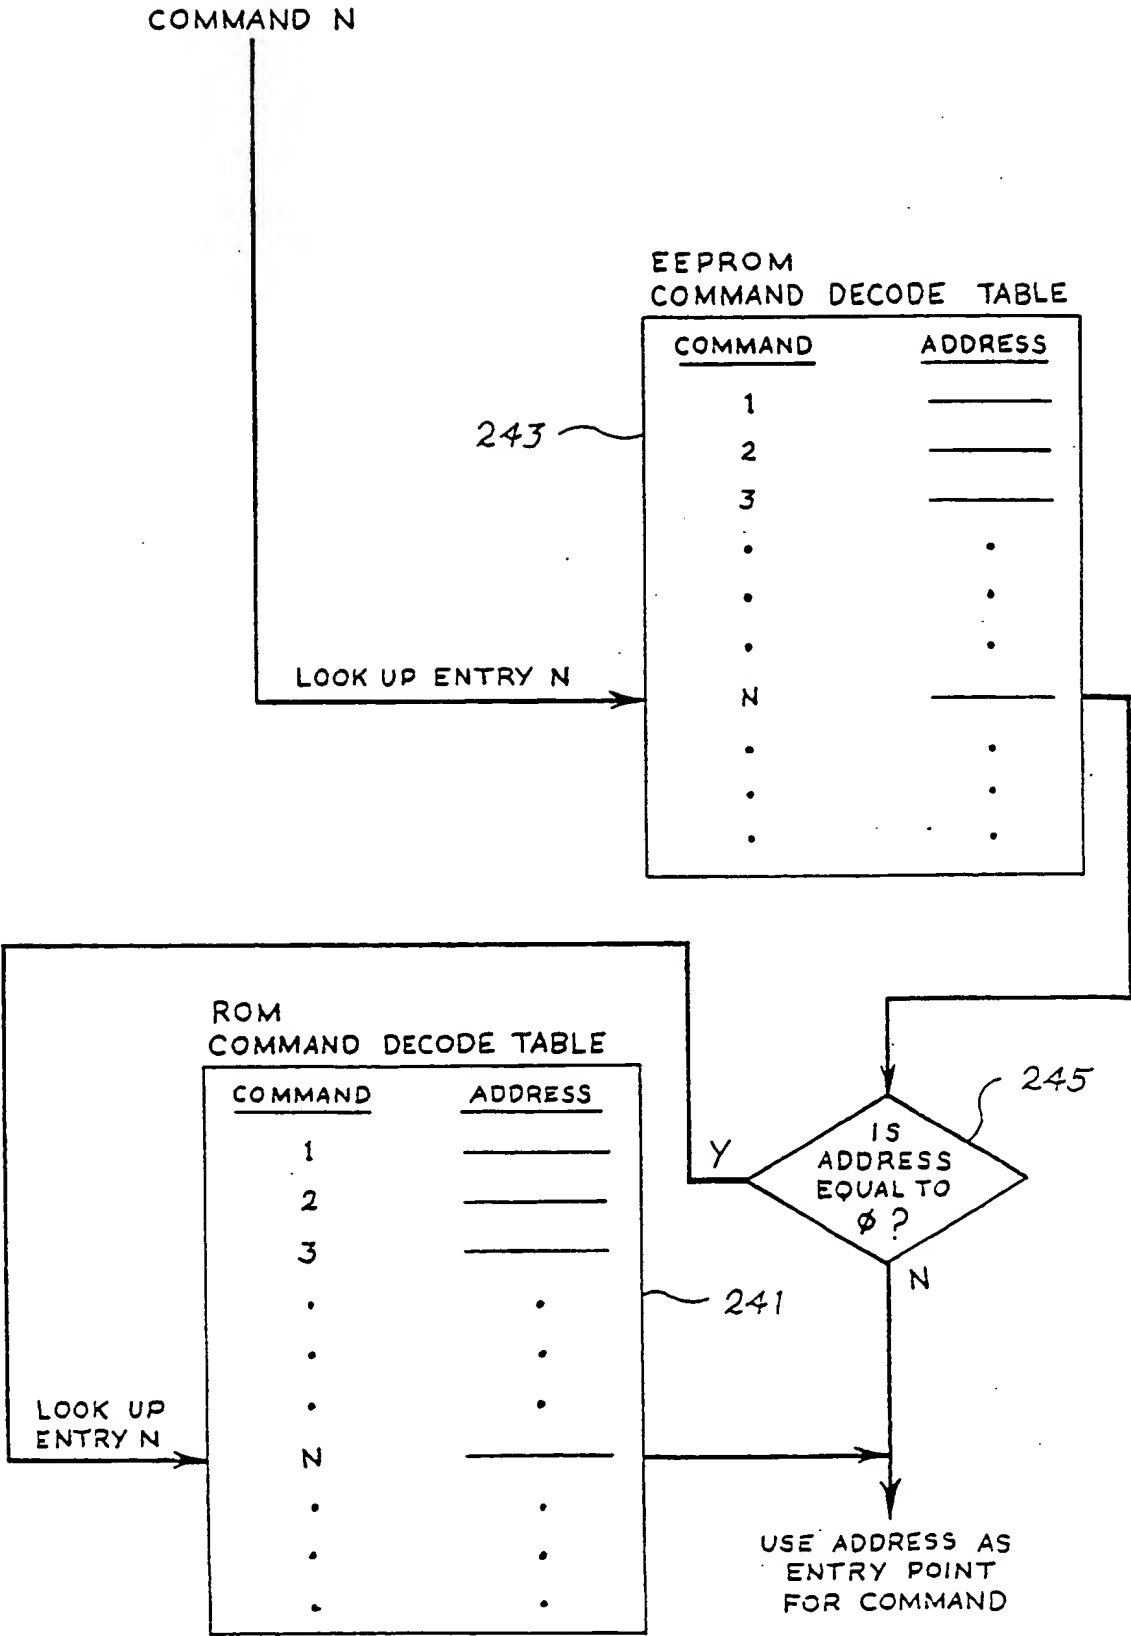 COMMAND N
EEPROM
COMMAND DECODE TABLE
COMMAND ADDRESS
1
243
2
3
LOOK UP ENTRY N
N
ROM
COMMAND DECODE TABLE
COMMAND ADDRESS
1
2
3
241
LOOK UP
ENTRY N
N
245
IS
ADDRESS
EQUAL TO
ø ?
Y
N
USE ADDRESS AS
ENTRY POINT
FOR COMMAND